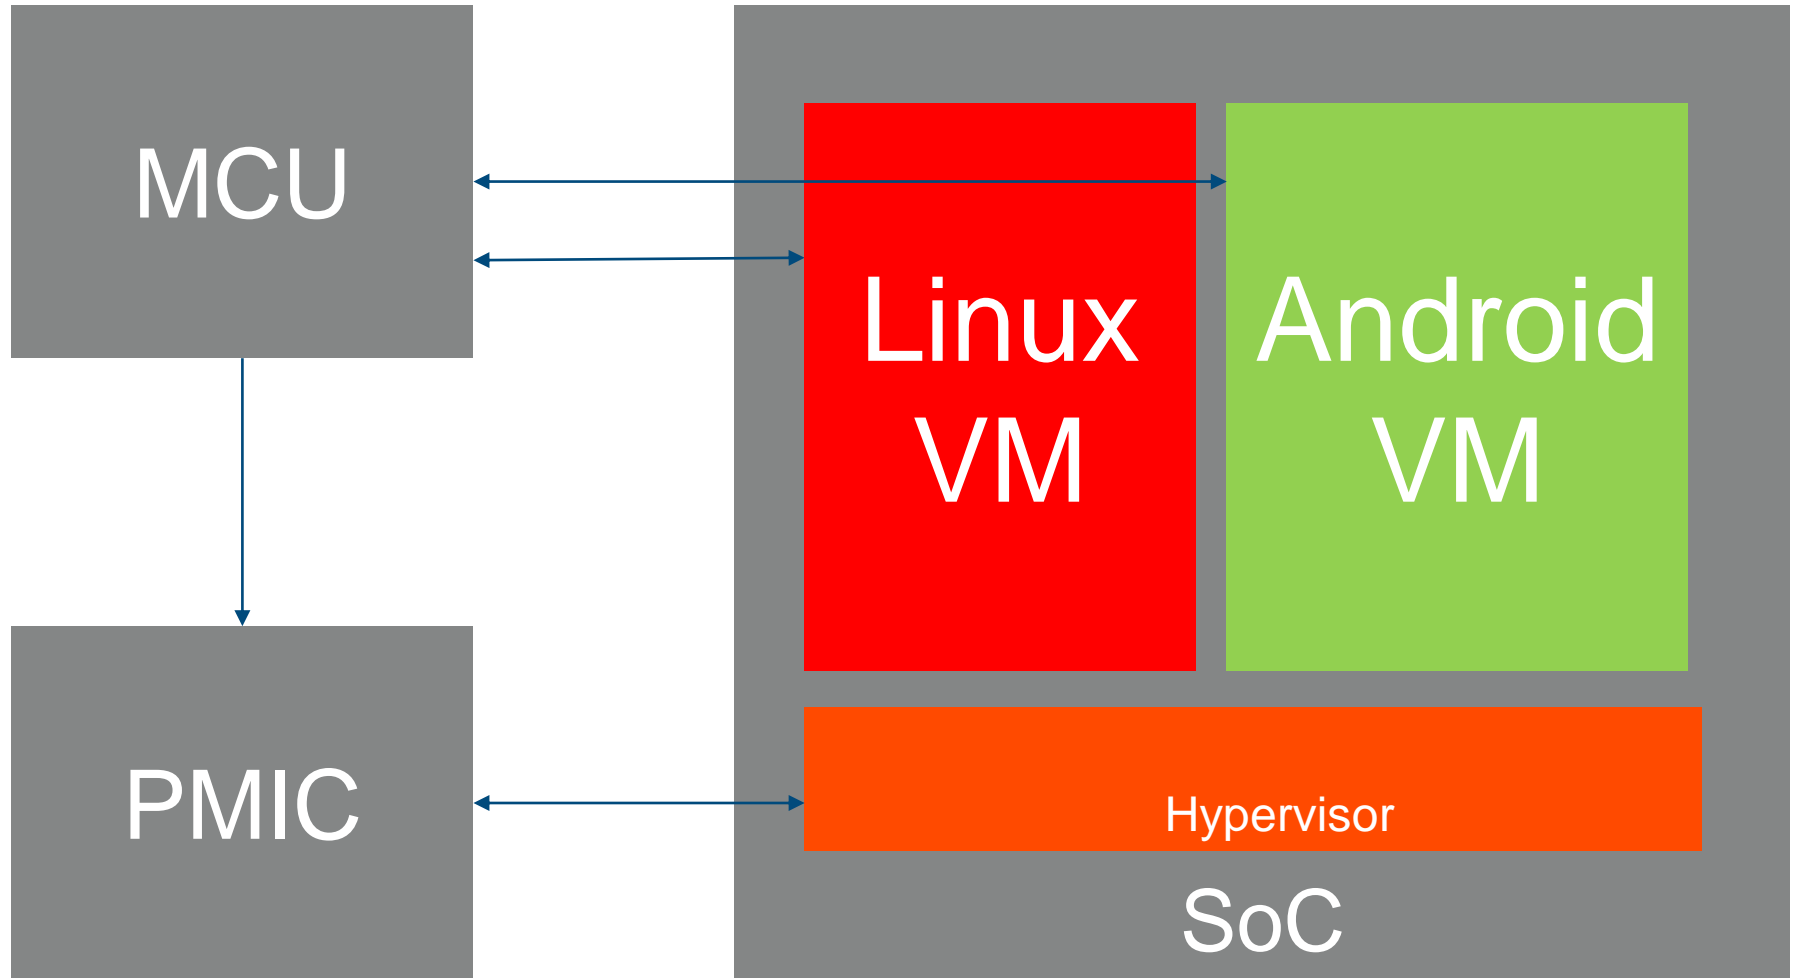 MCU
Linux
VM
Android
VM
PMIC
Hypervisor
SoC